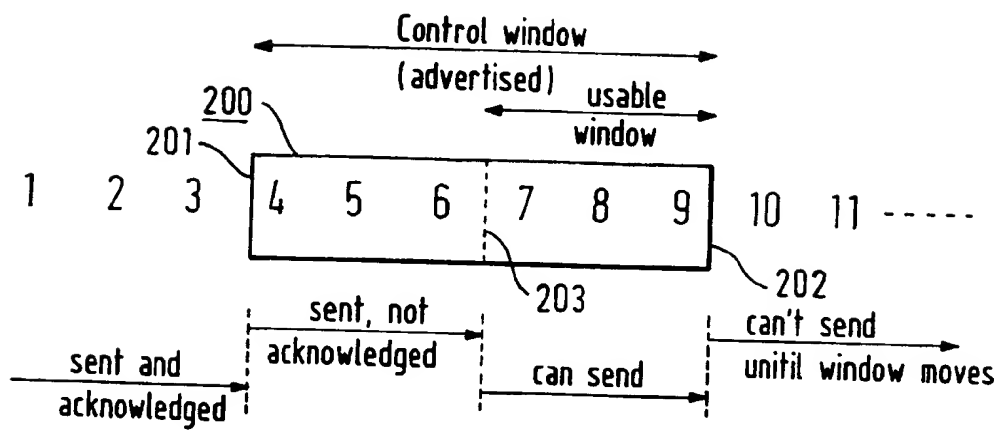 Control window
(advertised)
usable
window
200
201
1 2 3 4 5 6 7 8 9 10 11 -----
203
202
sent, not
acknowledged
can't send
unitil window moves
sent and
acknowledged
can send